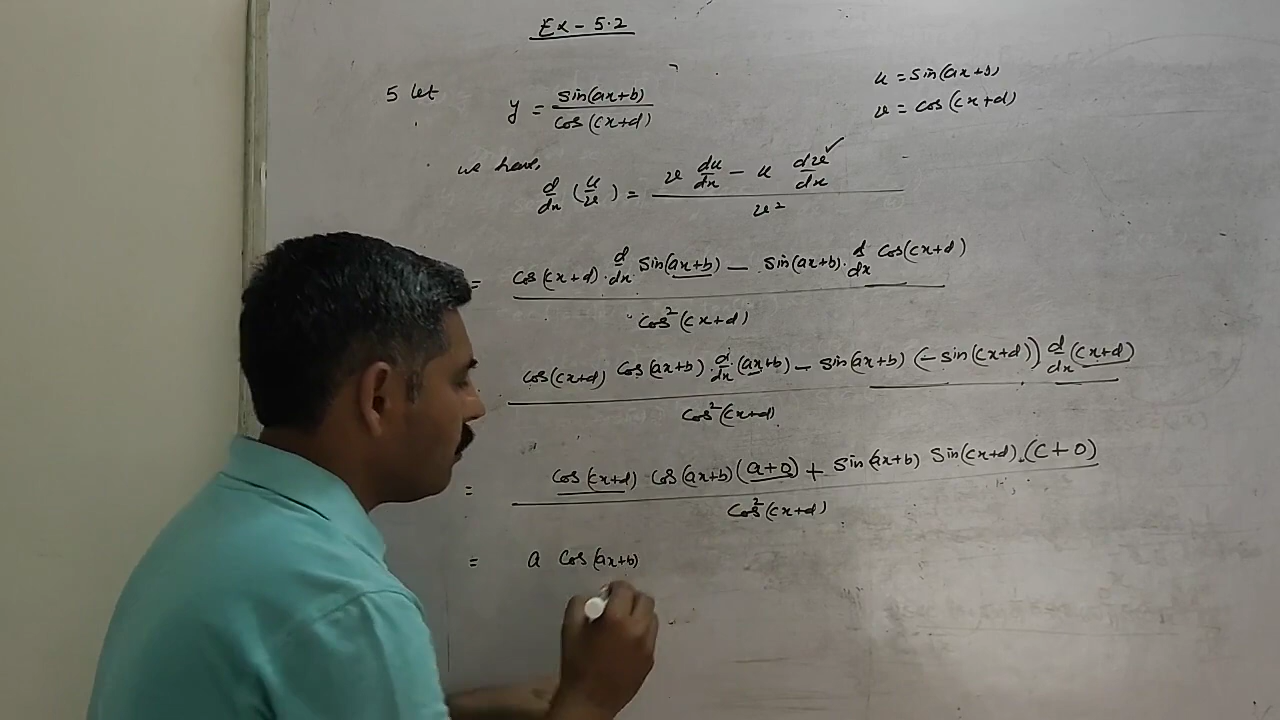 Ex - 5.2
5 let y = sin(ax+b) / cos(cx+d)
u = sin(ax+b)
v = cos(cx+d)
we have,
d/dx (u/v) = (v du/dx - u dv/dx) / v² ✓
= cos(cx+d) . d/dx sin(ax+b) - sin(ax+b) . d/dx cos(cx+d) / cos²(cx+d)
cos(cx+d) cos(ax+b) d/dx (ax+b) - sin(ax+b) (-sin(cx+d)) d/dx (cx+d) / cos²(cx+d)
= cos(cx+d) cos(ax+b) (a+0) + sin(ax+b) sin(cx+d) . (c+0) / cos²(cx+d)
= a cos(ax+b)